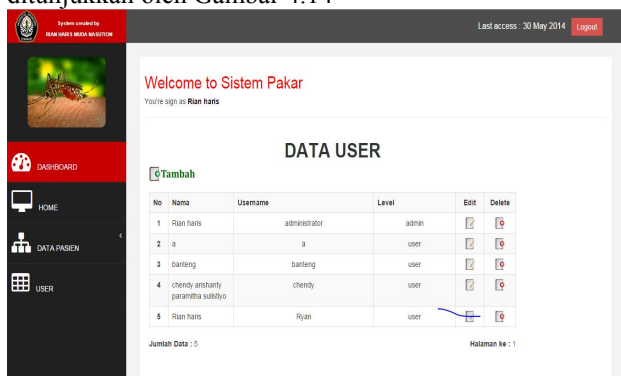 ditunjukkan oleh Gambar 4.14
System created by
RIAN HARIS MUDA NASUTION
Last access : 30 May 2014 Logout
Welcome to Sistem Pakar
You're sign as Rian haris
DASHBOARD
HOME
DATA PASIEN
USER
DATA USER
Tambah
No Nama Username Level Edit Delete
1 Rian haris administrator admin
2 a a user
3 banteng banteng user
4 chendy arishanty chendy user
paramitha sulistiyo
5 Rian haris Ryan user
Jumlah Data : 5 Halaman ke : 1